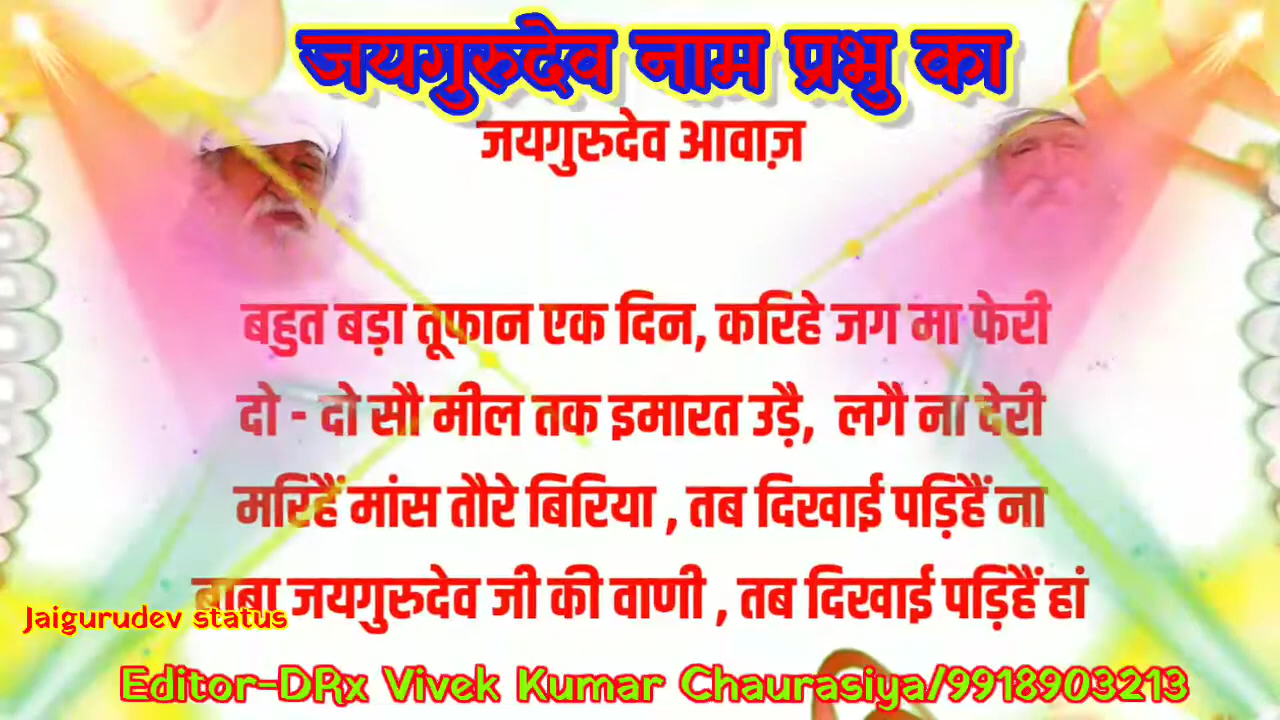 जयगुरुदेव नाम प्रभु का
जयगुरुदेव आवाज़
बहुत बड़ा तूफान एक दिन, करिहे जग मा फेरी
दो - दो सौ मील तक इमारत उड़ै, लगै ना देरी
मरिहैं मांस तौरे बिरिया , तब दिखाई पड़िहैं ना
बाबा जयगुरुदेव जी की वाणी , तब दिखाई पड़िहैं हां
Jaigurudev status
Editor-DRx Vivek Kumar Chaurasiya/9918903213